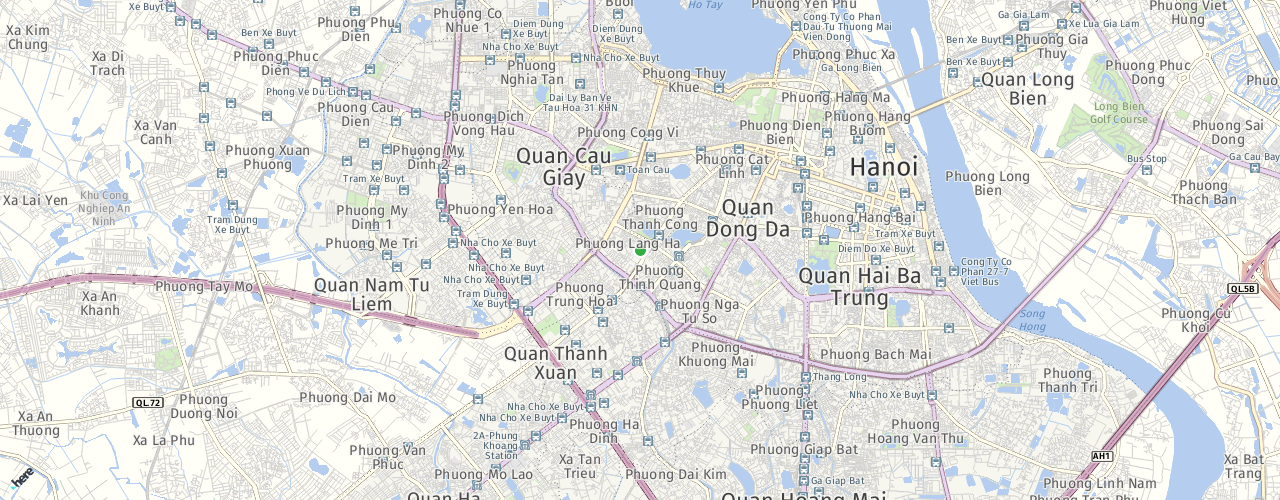 Xa Kim
Chung
Xe Buyt
Phuong Phu
Dien
Phuong Co
Nhue 1
Buoi
Ho Tay
Phuong Yen Phu
Ga Gia Lam
Xe Lua Gia Lam
Phuong Viet
Hung
Ben Xe Buyt
Diem Dung
Xe Buyt
Diem Dung
Xe Buyt
Cong Ty Co Phan
Dau Tu Thuong Mai
Vien Dong
Ben Xe Buyt
Phuong Gia
Thuy
Xa Di
Trach
Phuong Phuc
Dien
Nha Cho Xe Buyt
Nha Cho Xe Buyt
Phuong Phuc Xa
Ga Long Bien
Ben Xe Buyt
Phuong Phuc
Dong
Phuong
Nghia Tan
Phuong Thuy
Khue
Quan Long
Bien
Phong Ve Du Lich
Dai Ly Ban Ve
Tau Hoa 31 KHN
Phuong Hang Ma
Long Bien
Golf Course
Phuong Cau
Dien
Phuong Dich
Vong Hau
Phuong Hang
Buom
Xa Van
Canh
Phuong Cong Vi
Phuong Dien
Bien
Phuong Sai
Dong
Phuong Xuan
Phuong
Phuong My
Dinh 2
Quan Cau
Giay
Toan Cau
Phuong Cat
Linh
Hanoi
Bus Stop
Ga Cau Bay
Tram Xe Buyt
Phuong Long
Bien
Phuong
Thach Ban
Xa Lai Yen
Khu Cong
Nghiep An
Ninh
Tram Dung
Xe Buyt
Phuong My
Dinh 1
Phuong Yen Hoa
Phuong
Thanh Cong
Quan
Dong Da
Phuong Hang Bai
Tram Xe Buyt
Phuong Me Tri
Nha Cho Xe Buyt
Phuong Lang Ha
Diem Do Xe Buyt
Nha Cho Xe Buyt
Phuong
Thinh Quang
Quan Hai Ba
Trung
Cong Ty Co
Phan 27-7
Viet Bus
Phuong Tay Mo
Quan Nam Tu
Liem
Tram Dung
Xe Buyt
Phuong
Trung Hoa
Xa An
Khanh
QL.5B
Phuong Nga
Tu So
Song
Hong
Phuong Cu
Khoi
Quan Thanh
Xuan
Phuong
Khuong Mai
Phuong Bach Mai
Thang Long
Phuong
Thanh Tri
QL.72
Phuong
Duong Noi
Phuong Dai Mo
Nha Cho Xe Buyt
Phuong
Phuong Liet
Xa An
Thuong
Nha Cho Xe Buyt
Phuong Ha
Dinh
Phuong
Hoang Van Thu
Xa La Phu
2A-Phung
Khoang
Station
Phuong Van
Phuc
Phuong Giap Bat
AH1
Xa Tan
Trieu
Xa Bat
Trang
here
Phuong Mo Lao
Phuong Dai Kim
Ga Giap Bat
Phuong Linh Nam
Quan Ha
Quan Hoang Mai
Phuong Tran Phu